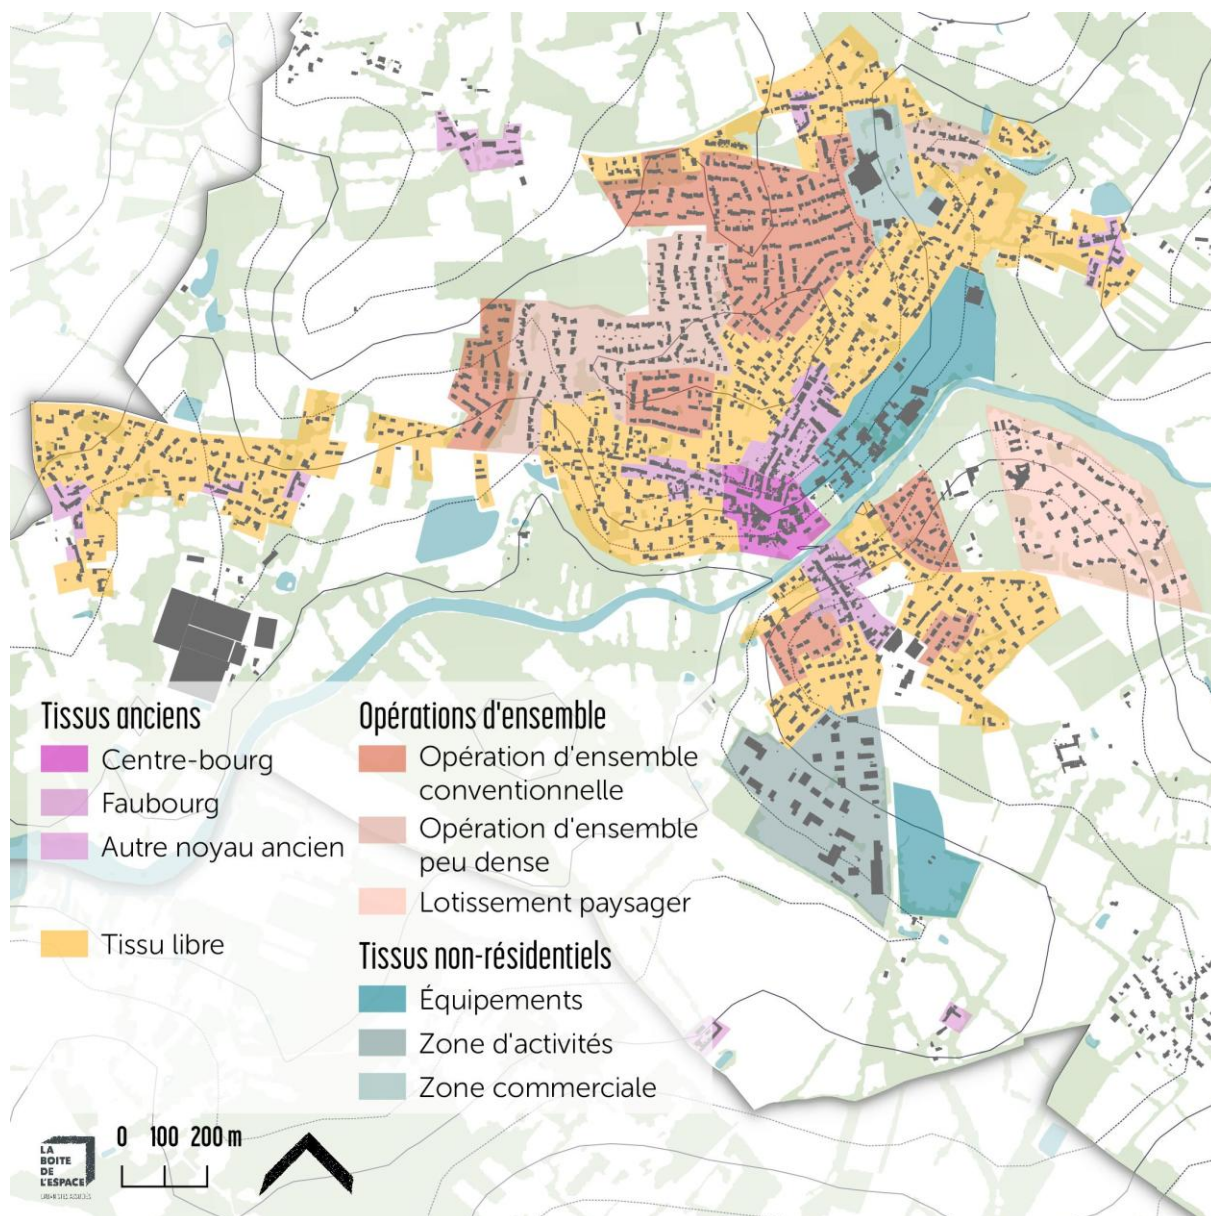 Tissus anciens
Centre-bourg
Faubourg
Autre noyau ancien
Tissu libre
Opérations d'ensemble
Opération d'ensemble
conventionnelle
Opération d'ensemble
peu dense
Lotissement paysager
Tissus non-résidentiels
Équipements
Zone d'activités
Zone commerciale
0 100 200 m
LA
BOITE
DE
L'ESPACE